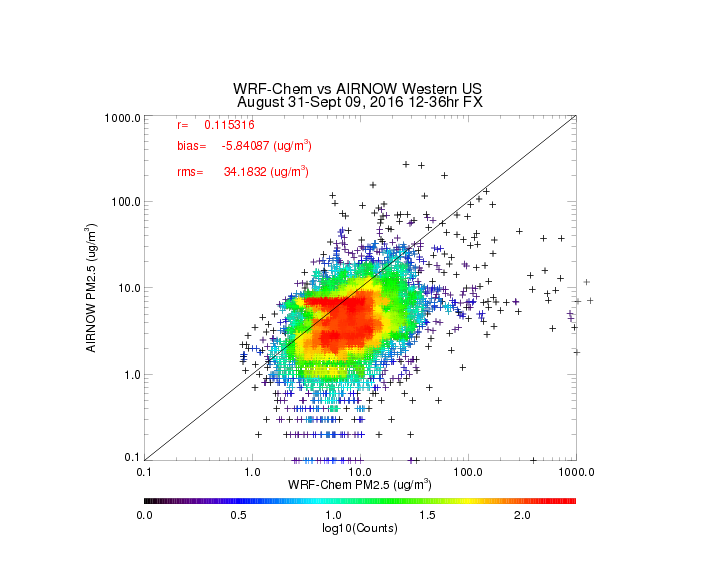 WRF-Chem vs AIRNOW Western US
August 31-Sept 09, 2016 12-36hr FX
r= 0.115316
bias= -5.84087 (ug/m³)
rms= 34.1832 (ug/m³)
1000.0
100.0
10.0
1.0
0.1
AIRNOW PM2.5 (ug/m³)
0.1 1.0 10.0 100.0 1000.0
WRF-Chem PM2.5 (ug/m³)
0.0 0.5 1.0 1.5 2.0
log10(Counts)